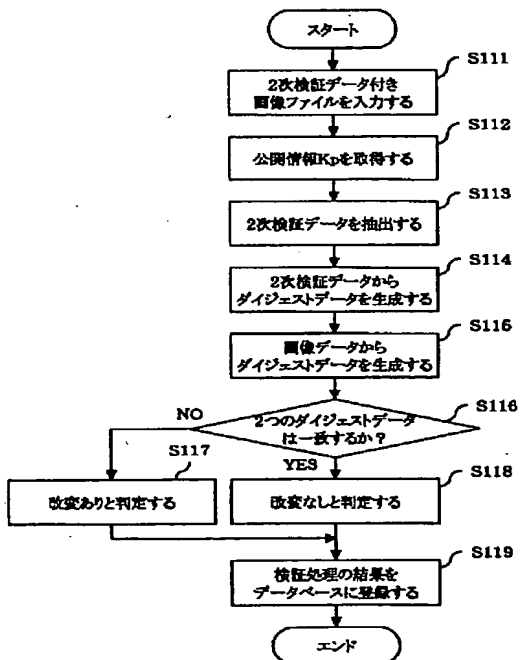 スタート
S111
2次検証データ付き
画像ファイルを入力する
S112
公開情報Kpを取得する
S113
2次検証データを抽出する
S114
2次検証データから
ダイジェストデータを生成する
S115
画像データから
ダイジェストデータを生成する
S116
2つのダイジェストデータ
は一致するか?
NO
YES
S117
改変ありと判定する
S118
改変なしと判定する
S119
検証処理の結果を
データベースに登録する
エンド